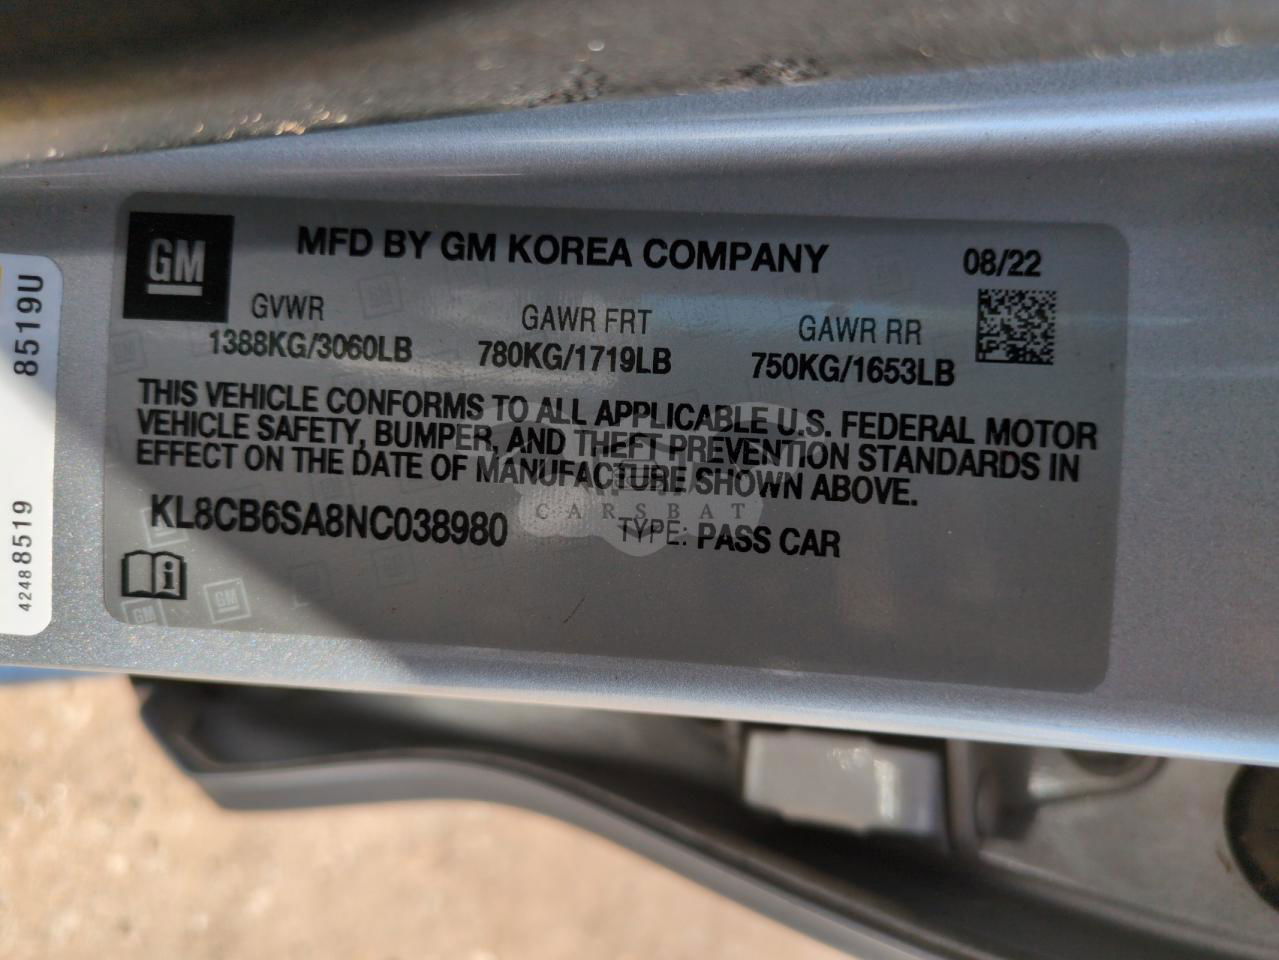 GM
MFD BY GM KOREA COMPANY
08/22
GVWR
1388KG/3060LB
GAWR FRT
780KG/1719LB
GAWR RR
750KG/1653LB
THIS VEHICLE CONFORMS TO ALL APPLICABLE U.S. FEDERAL MOTOR
VEHICLE SAFETY, BUMPER, AND THEFT PREVENTION STANDARDS IN
EFFECT ON THE DATE OF MANUFACTURE SHOWN ABOVE.
KL8CB6SA8NC038980
TYPE: PASS CAR
CARSBAT
GM
GM
8519U
42488519